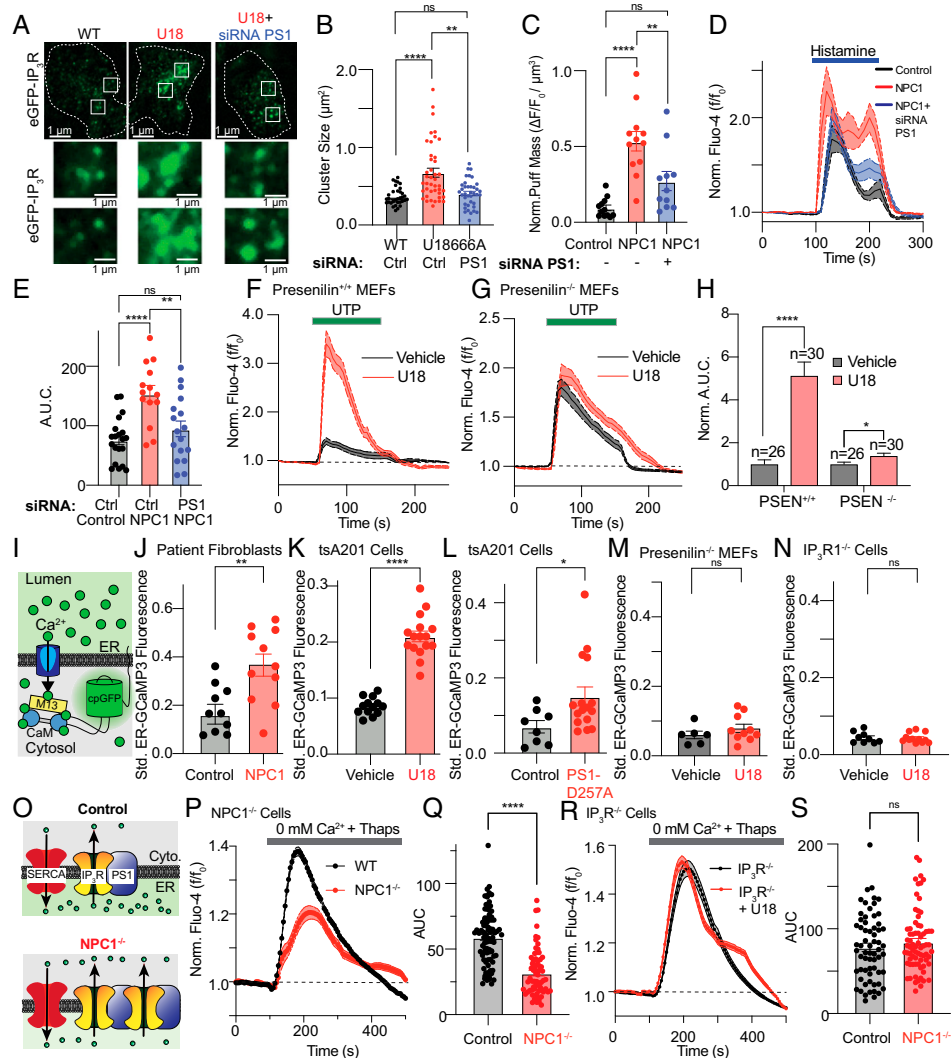 A
WT
U18
U18+
siRNA PS1
eGFP-IP3R
1 μm
1 μm
1 μm
eGFP-IP3R
1 μm
1 μm
1 μm
1 μm
1 μm
1 μm
B
ns
****
**
Cluster Size (μm²)
2.0
1.5
1.0
0.5
0.0
WT
U18666A
siRNA:
Ctrl
Ctrl
PS1
C
ns
****
**
Norm.Puff Mass (ΔF/F0/ μm³)
1.0
0.5
0.0
Control
NPC1
NPC1
siRNA PS1:
-
-
+
D
Histamine
Control
NPC1
NPC1+
siRNA
PS1
Norm. Fluo-4 (f/f0)
2.5
2.0
1.5
1.0
0
100
200
300
Time (s)
E
ns
****
**
A.U.C.
200
100
0
siRNA:
Ctrl
Ctrl
PS1
Control
NPC1
NPC1
F
Presenilin+/+ MEFs
UTP
Vehicle
U18
Norm. Fluo-4 (f/f0)
4.0
3.0
2.0
1.0
0
100
200
Time (s)
G
Presenilin-/- MEFs
UTP
Vehicle
U18
Norm. Fluo-4 (f/f0)
2.5
2.0
1.5
1.0
0
100
200
Time (s)
H
Vehicle
U18
****
n=30
n=26
*
n=30
n=26
Norm. A.U.C.
8
6
4
2
0
PSEN+/+
PSEN -/-
I
Lumen
Ca2+
ER
M13
cpGFP
CaM
Cytosol
J
Patient Fibroblasts
**
Std. ER-GCaMP3 Fluorescence
0.6
0.4
0.2
0.0
Control
NPC1
K
tsA201 Cells
****
Std. ER-GCaMP3 Fluorescence
0.3
0.2
0.1
0.0
Vehicle
U18
L
tsA201 Cells
*
Std. ER-GCaMP3 Fluorescence
0.4
0.2
0.0
Control
PS1-
D257A
M
Presenilin-/- MEFs
ns
Std. ER-GCaMP3 Fluorescence
0.4
0.2
0.0
Vehicle
U18
N
IP3R1-/- Cells
ns
Std. ER-GCaMP3 Fluorescence
0.4
0.2
0.0
Vehicle
U18
O
Control
Cyto.
SERCA
IP3R
PS1
ER
NPC1-/-
P
NPC1-/- Cells
0 mM Ca2+ + Thaps
WT
NPC1-/-
Norm. Fluo-4 (f/f0)
1.4
1.2
1.0
0
200
400
Time (s)
Q
****
AUC
100
50
0
Control
NPC1-/-
R
IP3R-/- Cells
0 mM Ca2+ + Thaps
IP3R-/-
IP3R-/-
+ U18
Norm. Fluo-4 (f/f0)
1.6
1.4
1.2
1.0
0
200
400
Time (s)
S
ns
AUC
200
150
100
50
0
Control
NPC1-/-